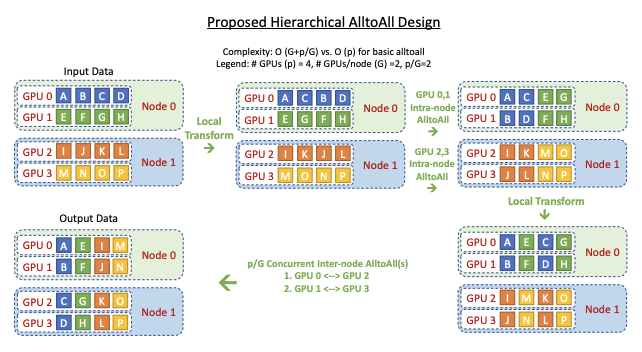 Proposed Hierarchical AlltoAll Design
Complexity: O (G+p/G) vs. O (p) for basic alltoall
Legend: # GPUs (p) = 4, # GPUs/node (G) =2, p/G=2
Input Data
GPU 0 A B C D
GPU 1 E F G H
Node 0
GPU 2 I J K L
GPU 3 M N O P
Node 1
Local
Transform
GPU 0 A C B D
GPU 1 E G F H
Node 0
GPU 2 I K J L
GPU 3 M O N P
Node 1
GPU 0,1
Intra-node
AlltoAll
GPU 2,3
Intra-node
AlltoAll
GPU 0 A C E G
GPU 1 B D F H
Node 0
GPU 2 I K M O
GPU 3 J L N P
Node 1
Local Transform
GPU 0 A E C G
GPU 1 B F D H
Node 0
GPU 2 I M K O
GPU 3 J N L P
Node 1
p/G Concurrent Inter-node AlltoAll(s)
1. GPU 0 <--> GPU 2
2. GPU 1 <--> GPU 3
Output Data
GPU 0 A E I M
GPU 1 B F J N
Node 0
GPU 2 C G K O
GPU 3 D H L P
Node 1